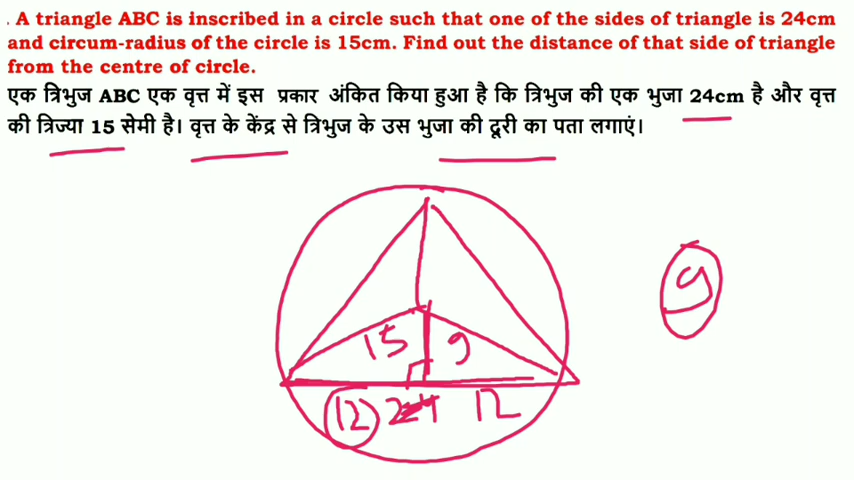 . A triangle ABC is inscribed in a circle such that one of the sides of triangle is 24cm
and circum-radius of the circle is 15cm. Find out the distance of that side of triangle
from the centre of circle.
एक त्रिभुज ABC एक वृत्त में इस प्रकार अंकित किया हुआ है कि त्रिभुज की एक भुजा 24cm है और वृत्त
की त्रिज्या 15 सेमी है। वृत्त के केंद्र से त्रिभुज के उस भुजा की दूरी का पता लगाएं।
9
15 9
12 24 12